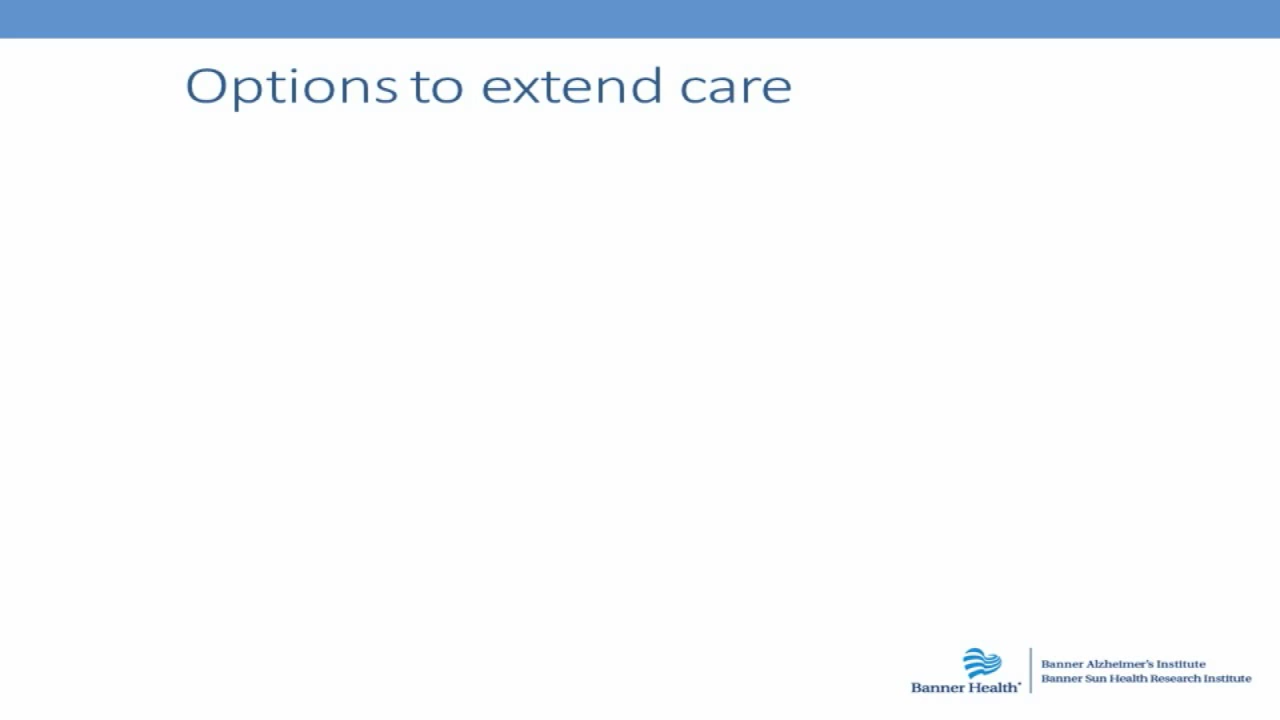 Options to extend care
Banner Health
Banner Alzheimer's Institute
Banner Sun Health Research Institute